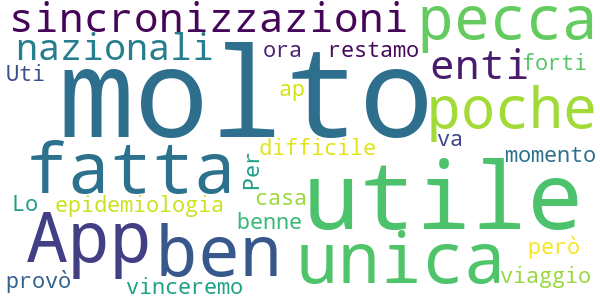 sincronizzazioni pecca
nazionali ora restamo enti forti
Uti molto ap poche
va
fatta Per difficile momento
Lo epidemiologia casa utile
App ben benne unica però
provò vinceremo viaggio